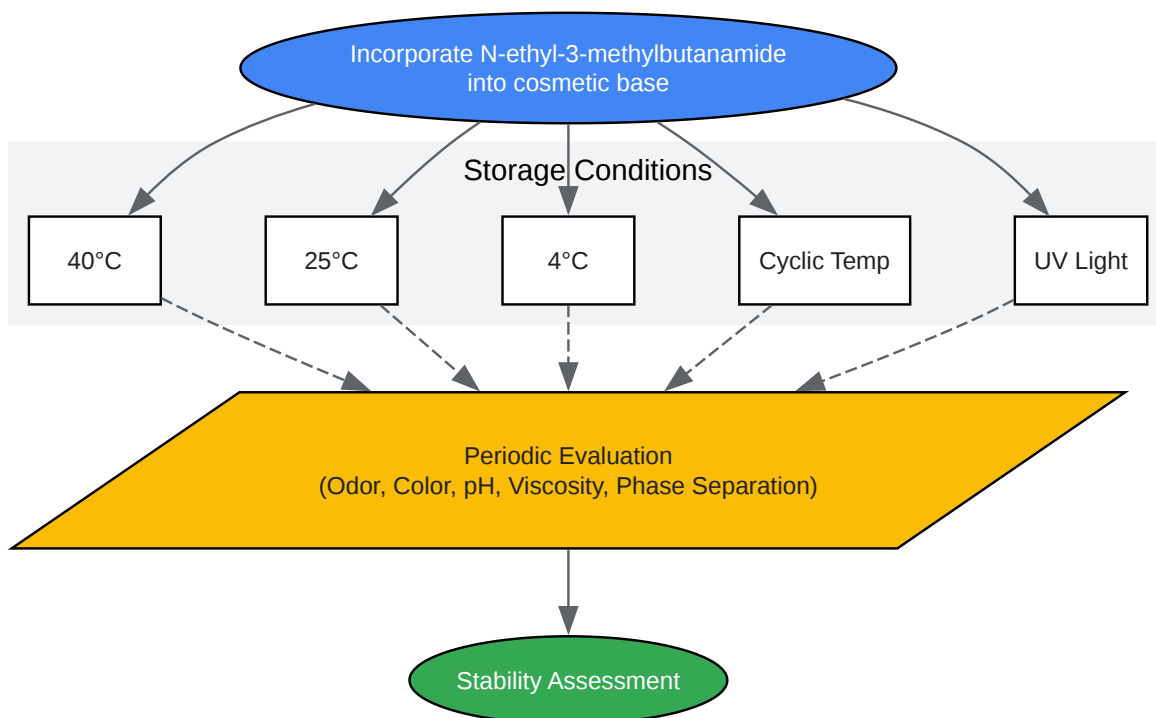 Incorporate N-ethyl-3-methylbutanamide
into cosmetic base
Storage Conditions
40°C
25°C
4°C
Cyclic Temp
UV Light
Periodic Evaluation
(Odor, Color, pH, Viscosity, Phase Separation)
Stability Assessment